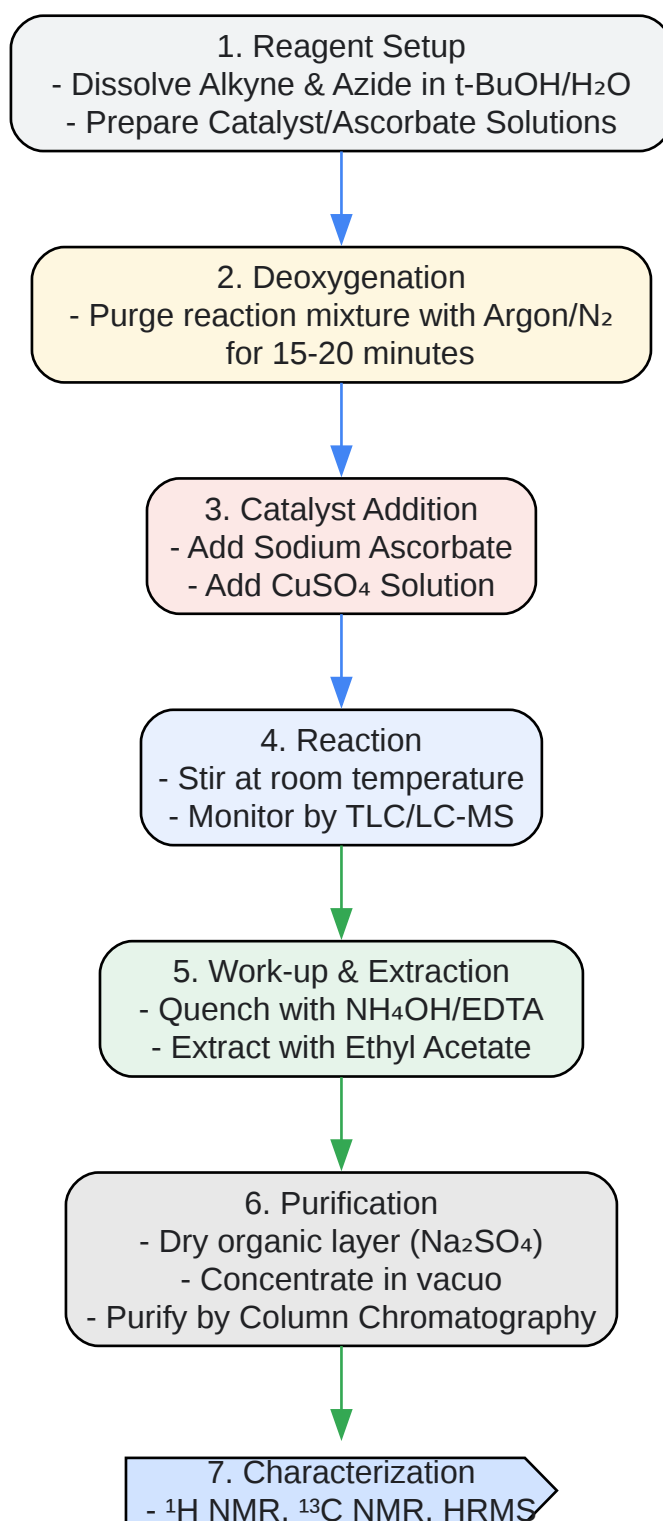 1. Reagent Setup
- Dissolve Alkyne & Azide in t-BuOH/H₂O
- Prepare Catalyst/Ascorbate Solutions
2. Deoxygenation
- Purge reaction mixture with Argon/N₂
for 15-20 minutes
3. Catalyst Addition
- Add Sodium Ascorbate
- Add CuSO₄ Solution
4. Reaction
- Stir at room temperature
- Monitor by TLC/LC-MS
5. Work-up & Extraction
- Quench with NH₄OH/EDTA
- Extract with Ethyl Acetate
6. Purification
- Dry organic layer (Na₂SO₄)
- Concentrate in vacuo
- Purify by Column Chromatography
7. Characterization
- ¹H NMR, ¹³C NMR, HRMS